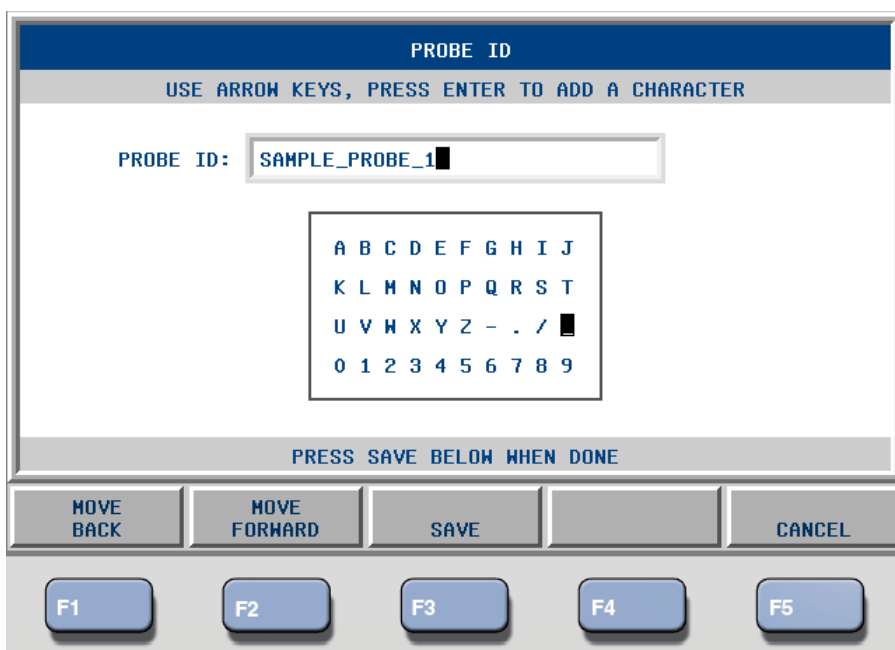 PROBE ID
USE ARROW KEYS, PRESS ENTER TO ADD A CHARACTER
PROBE ID: SAMPLE_PROBE_1
A B C D E F G H I J
K L M N O P Q R S T
U V W X Y Z - . / _
0 1 2 3 4 5 6 7 8 9
PRESS SAVE BELOW WHEN DONE
MOVE BACK
MOVE FORWARD
SAVE
CANCEL
F1 F2 F3 F4 F5